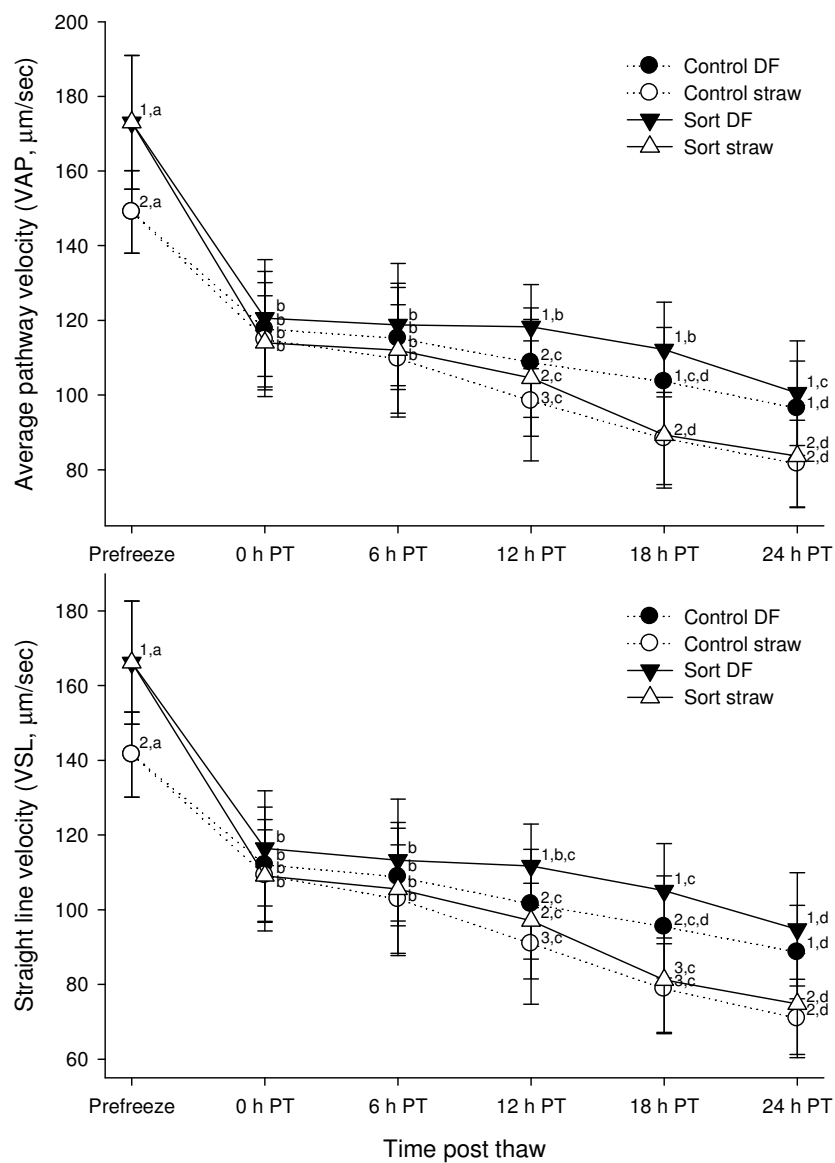 200
180
160
140
120
100
80
Average pathway velocity (VAP, μm/sec)
Control DF
Control straw
Sort DF
Sort straw
1,a
2,a
b
b
b
b
b
b
b
b
1,b
2,c
2,c
3,c
1,b
1,c,d
2,d
1,c
1,d
2,d
2,d
Prefreeze 0 h PT 6 h PT 12 h PT 18 h PT 24 h PT
180
160
140
120
100
80
60
Straight line velocity (VSL, μm/sec)
Control DF
Control straw
Sort DF
Sort straw
1,a
2,a
b
b
b
b
b
b
b
b
1,b,c
2,c
2,c
3,c
1,c
2,c,d
3,c
3,c
1,d
1,d
2,d
2,d
Prefreeze 0 h PT 6 h PT 12 h PT 18 h PT 24 h PT
Time post thaw